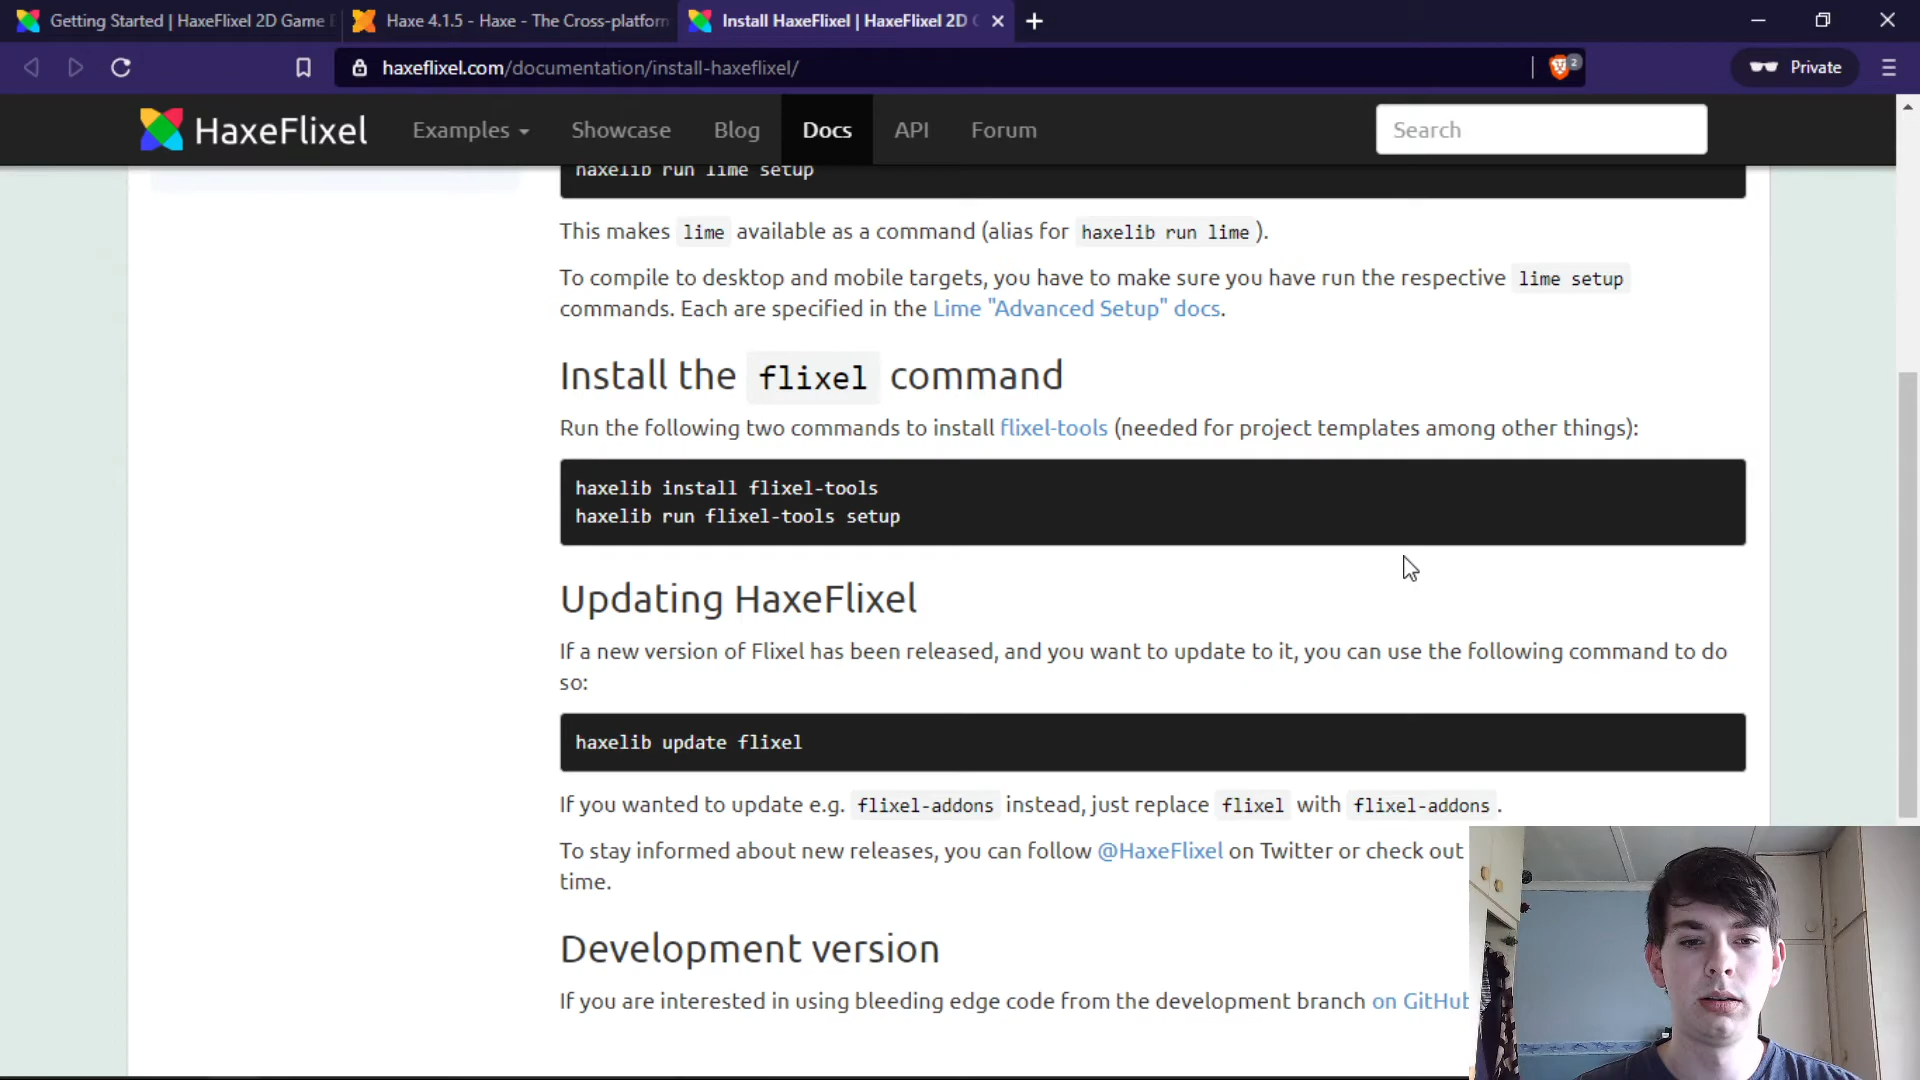 Getting Started | HaxeFlixel 2D Game
Haxe 4.1.5 - Haxe - The Cross-platform
Install HaxeFlixel | HaxeFlixel 2D
haxeflixel.com/documentation/install-haxeflixel/
2
Private
HaxeFlixel
Examples
Showcase
Blog
Docs
API
Forum
Search
haxelib run lime setup
This makes lime available as a command (alias for haxelib run lime ).
To compile to desktop and mobile targets, you have to make sure you have run the respective lime setup
commands. Each are specified in the Lime "Advanced Setup" docs.
Install the flixel command
Run the following two commands to install flixel-tools (needed for project templates among other things):
haxelib install flixel-tools
haxelib run flixel-tools setup
Updating HaxeFlixel
If a new version of Flixel has been released, and you want to update to it, you can use the following command to do
so:
haxelib update flixel
If you wanted to update e.g. flixel-addons instead, just replace flixel with flixel-addons .
To stay informed about new releases, you can follow @HaxeFlixel on Twitter or check out
time.
Development version
If you are interested in using bleeding edge code from the development branch on GitHub